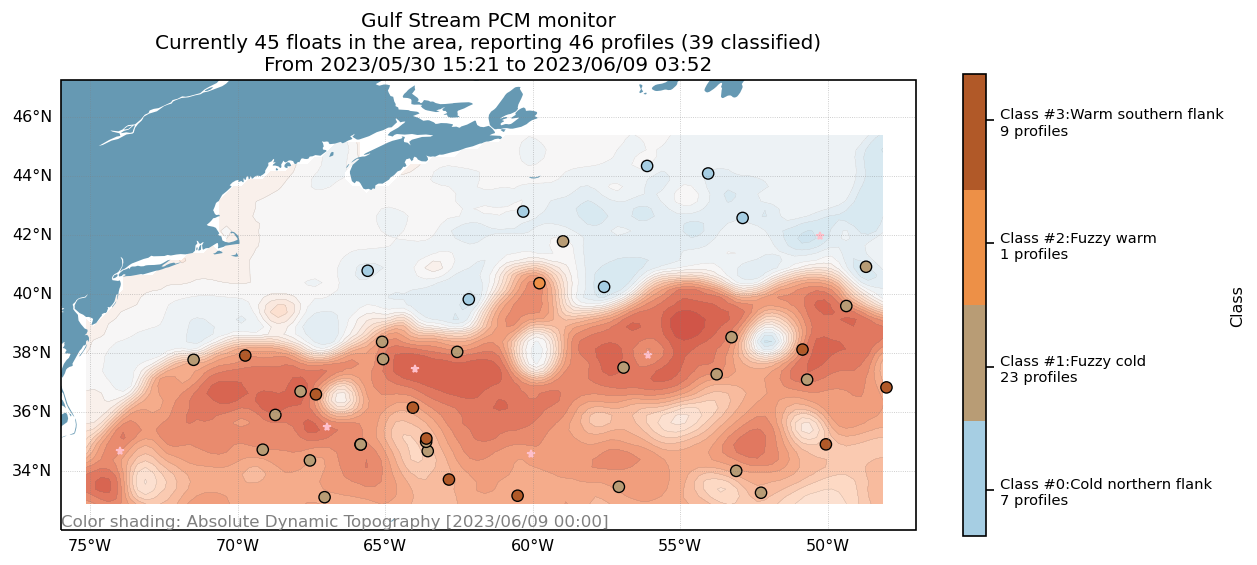 Gulf Stream PCM monitor
Currently 45 floats in the area, reporting 46 profiles (39 classified)
From 2023/05/30 15:21 to 2023/06/09 03:52
46°N
44°N
42°N
40°N
38°N
36°N
34°N
Color shading: Absolute Dynamic Topography [2023/06/09 00:00]
75°W
70°W
65°W
60°W
55°W
50°W
Class #3:Warm southern flank
9 profiles
Class #2:Fuzzy warm
1 profiles
Class #1:Fuzzy cold
23 profiles
Class #0:Cold northern flank
7 profiles
Class